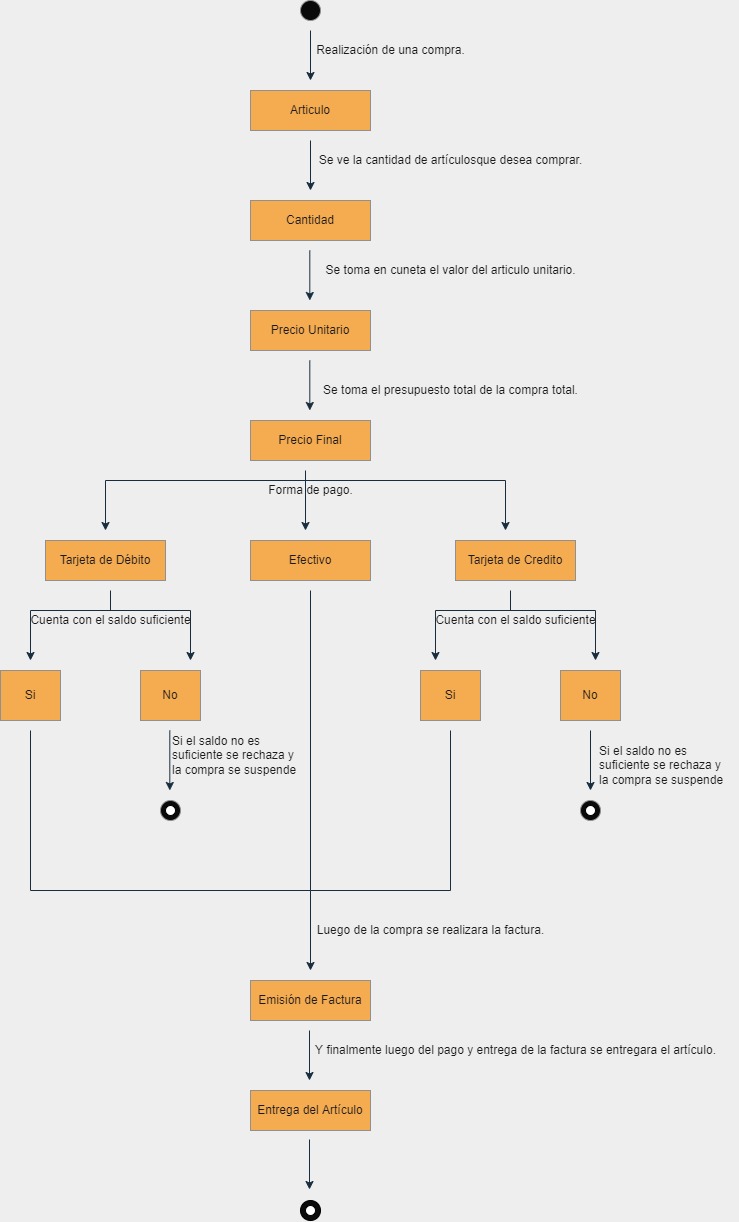 Realización de una compra.
Articulo
Se ve la cantidad de artículosque desea comprar.
Cantidad
Se toma en cuneta el valor del articulo unitario.
Precio Unitario
Se toma el presupuesto total de la compra total.
Precio Final
Forma de pago.
Tarjeta de Débito
Efectivo
Tarjeta de Credito
Cuenta con el saldo suficiente
Cuenta con el saldo suficiente
Si
No
Si
No
Si el saldo no es
suficiente se rechaza y
la compra se suspende
Si el saldo no es
suficiente se rechaza y
la compra se suspende
Luego de la compra se realizara la factura.
Emisión de Factura
Y finalmente luego del pago y entrega de la factura se entregara el artículo.
Entrega del Artículo